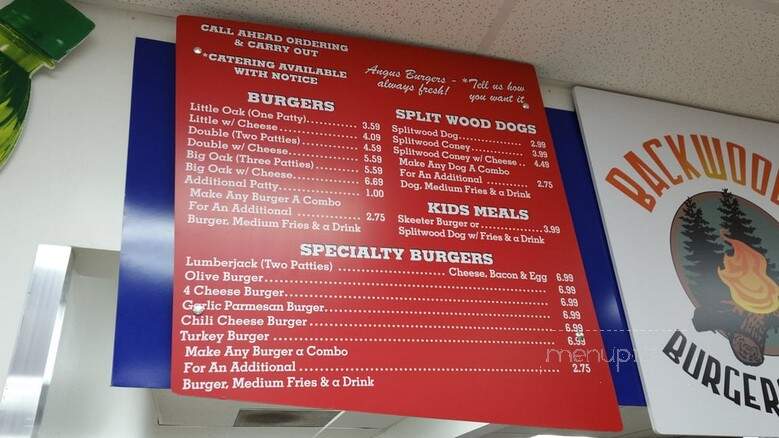 CALL AHEAD ORDERING
& CARRY OUT
*CATERING AVAILABLE
WITH NOTICE
Angus Burgers - *Tell us how
always fresh! you want it
BURGERS
Little Oak (One Patty) 3.59
Little w/ Cheese 4.09
Double (Two Patties) 4.59
Double w/ Cheese 5.59
Big Oak (Three Patties) 5.59
Big Oak w/ Cheese 6.69
Additional Patty 1.00
Make Any Burger A Combo
For An Additional 2.75
Burger, Medium Fries & a Drink
SPLIT WOOD DOGS
Splitwood Dog 2.99
Splitwood Coney 3.99
Splitwood Coney w/ Cheese 4.49
Make Any Dog A Combo
For An Additional 2.75
Dog, Medium Fries & a Drink
KIDS MEALS
Skeeter Burger or 3.99
Splitwood Dog w/ Fries & a Drink
SPECIALTY BURGERS
Lumberjack (Two Patties) Cheese, Bacon & Egg 6.99
Olive Burger 6.99
4 Cheese Burger 6.99
Garlic Parmesan Burger 6.99
Chili Cheese Burger 6.99
Turkey Burger 6.99
Make Any Burger a Combo
For An Additional 2.75
Burger, Medium Fries & a Drink
BACKWOO
BURGER
menupi